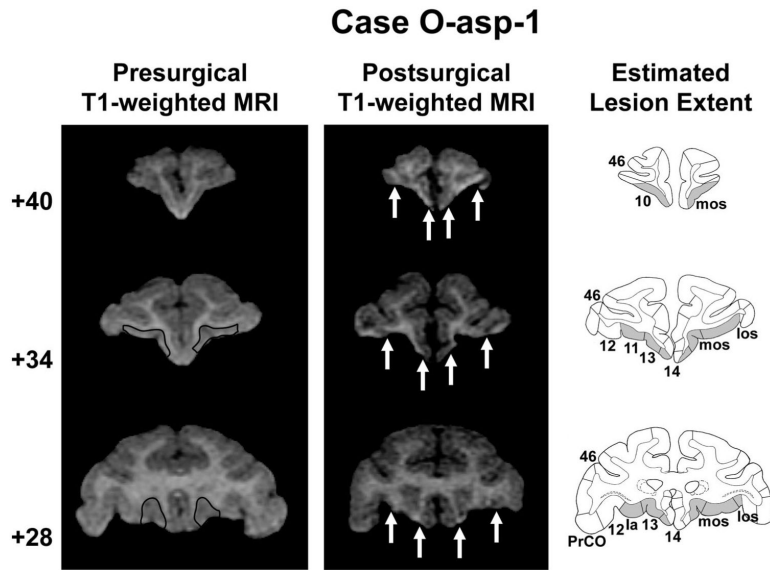 Case O-asp-1
Presurgical
T1-weighted MRI
Postsurgical
T1-weighted MRI
Estimated
Lesion Extent
+40
46
10
mos
+34
46
12
11
13
14
mos
los
+28
46
PrCO
12
Ia
13
14
mos
los